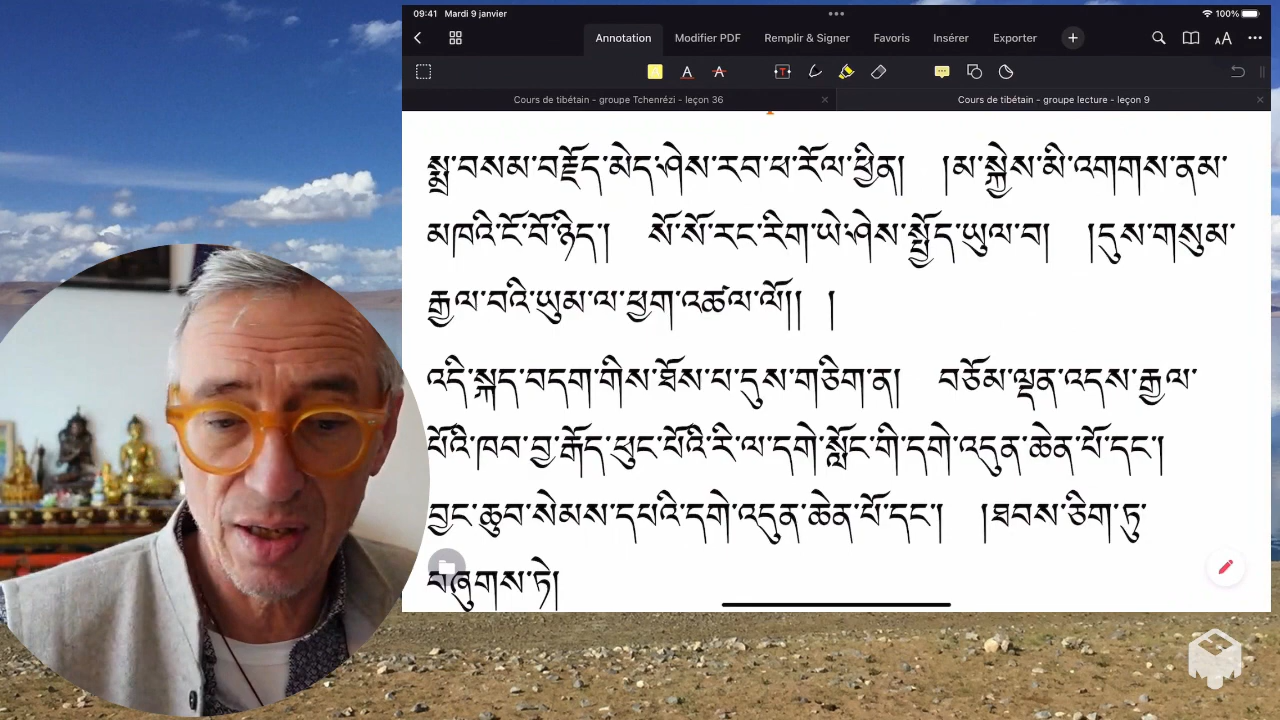 09:41 Mardi 9 janvier
100%
Annotation Modifier PDF Remplir & Signer Favoris Insérer Exporter
Cours de tibétain - groupe Tchenrézi - leçon 36
Cours de tibétain - groupe lecture - leçon 9
སྨྲ་བསམ་བརྗོད་མེད་ཤེས་རབ་ཕ་རོལ་ཕྱིན། །མ་སྐྱེས་མི་འགགས་ནམ་
མཁའི་ངོ་བོ་ཉིད། སོ་སོ་རང་རིག་ཡེ་ཤེས་སྤྱོད་ཡུལ་བ། །དུས་གསུམ་
རྒྱལ་བའི་ཡུམ་ལ་ཕྱག་འཚལ་ལོ།། །
འདི་སྐད་བདག་གིས་ཐོས་པ་དུས་གཅིག་ན། བཅོམ་ལྡན་འདས་རྒྱལ་
པོའི་ཁབ་བྱ་རྒོད་ཕུང་པོའི་རི་ལ་དགེ་སློང་གི་དགེ་འདུན་ཆེན་པོ་དང་།
བྱང་ཆུབ་སེམས་དཔའི་དགེ་འདུན་ཆེན་པོ་དང་། །ཐབས་ཅིག་ཏུ་
བཞུགས་ཏེ།